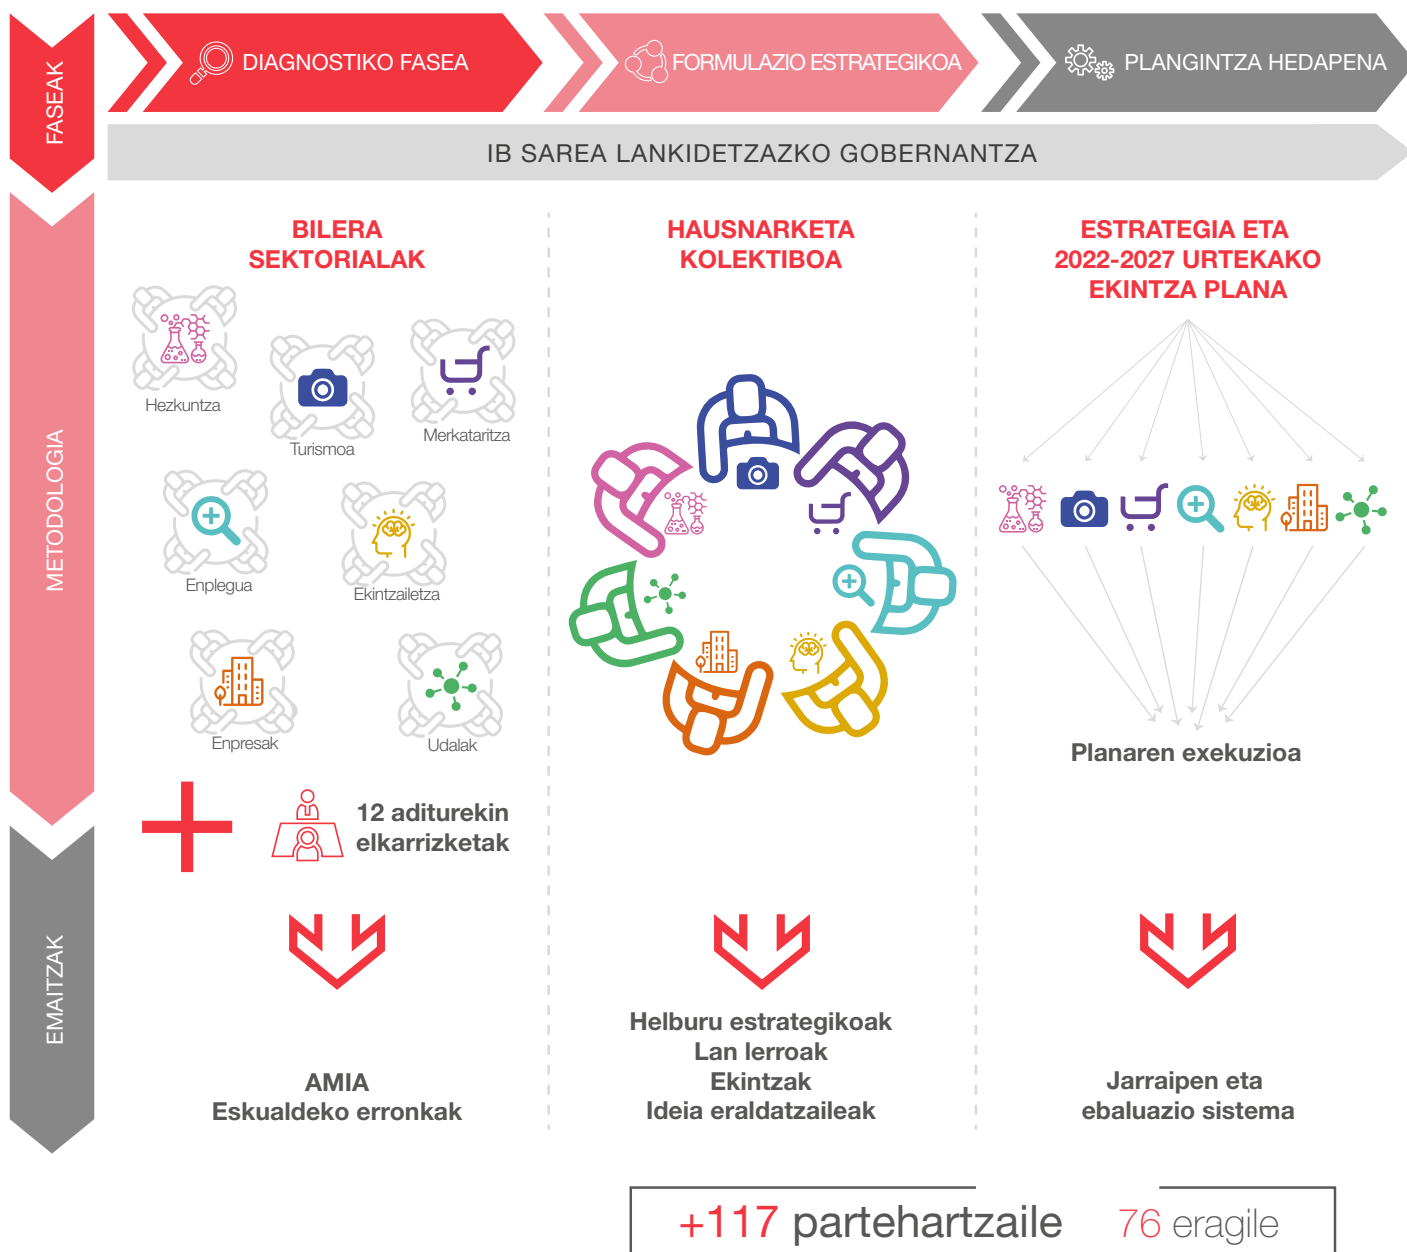 FASEAK
DIAGNOSTIKO FASEA
FORMULAZIO ESTRATEGIKOA
PLANGINTZA HEDAPENA
IB SAREA LANKIDETZAZKO GOBERNANTZA
METODOLOGIA
BILERA
SEKTORIALAK
Hezkuntza
Turismoa
Merkataritza
Enplegua
Ekintzailetza
Enpresak
Udalak
12 aditurekin
elkarrizketak
HAUSNARKETA
KOLEKTIBOA
ESTRATEGIA ETA
2022-2027 URTEKAKO
EKINTZA PLANA
Planaren exekuzioa
EMAITZAK
AMIA
Eskualdeko erronkak
Helburu estrategikoak
Lan lerroak
Ekintzak
Ideia eraldatzaileak
Jarraipen eta
ebaluazio sistema
+117 partehartzaile
76 eragile